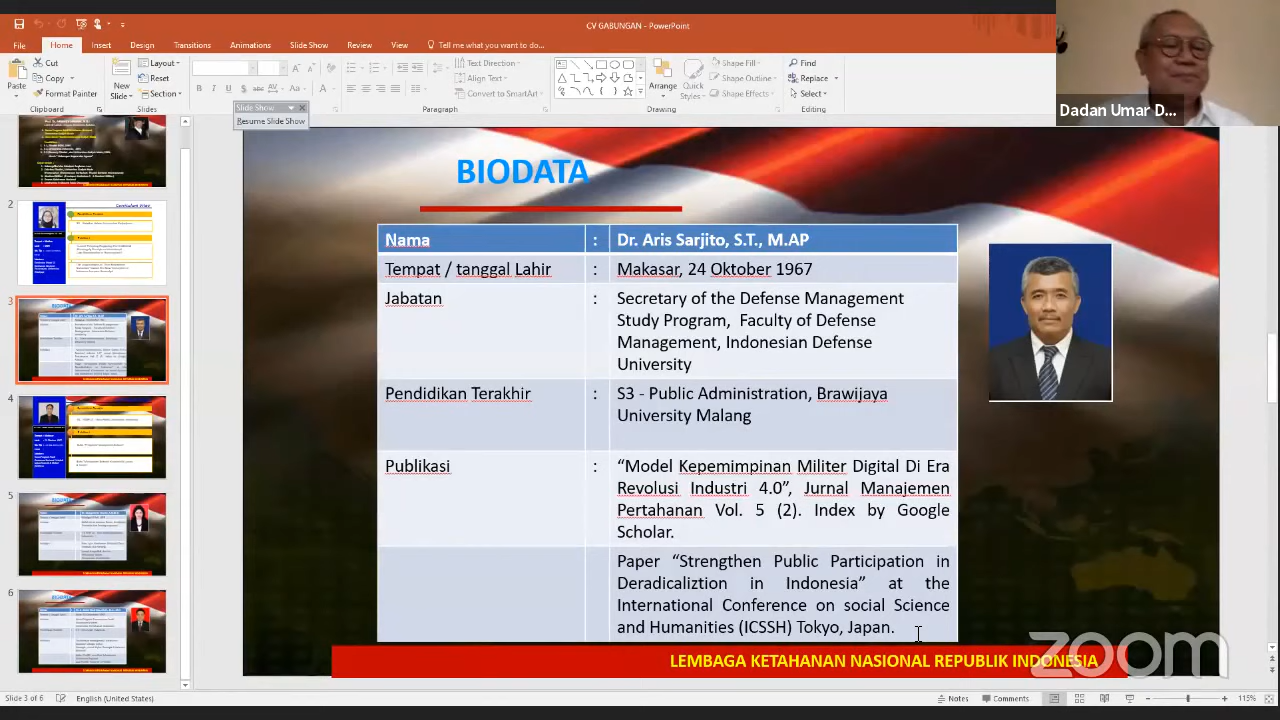 CV GABUNGAN - PowerPoint
File Home Insert Design Transitions Animations Slide Show Review View Tell me what you want to do...
Paste
Cut
Copy
Format Painter
Clipboard
New Slide
Layout
Reset
Section
Slides
Text Direction
Align Text
Convert to SmartArt
Paragraph
Arrange
Quick Styles
Shape Fill
Shape Outline
Shape Effects
Drawing
Find
Replace
Select
Editing
Dadan Umar D...
Slide Show
Resume Slide Show
2
3
4
5
6
BIODATA
Nama : Dr. Aris Sarjito,
Tempat / tanggal Lahir : Makasar, 24 Oktober 1967
Jabatan : Secretary of the Defense Management
Study Program, Faculty of Defense
Management, Indonesian Defense
University
Pendidikan Terakhir : S3 - Public Administration, Brawijaya
University Malang
Publikasi : “Model Kepemimpinan Militer Digital Di Era
Revolusi Industri 4.0”, Jurnal Manajemen
Pertahanan Vol. 5 (2) Index by Google
Scholar.
Paper “Strengthen Participation in
Deradicaliztion in Indonesia” at the
International on social Science
and Humanities Japan.
LEMBAGA KETAHANAN NASIONAL REPUBLIK INDONESIA
zoom
Slide 3 of 6 English (United States) Notes Comments 115%